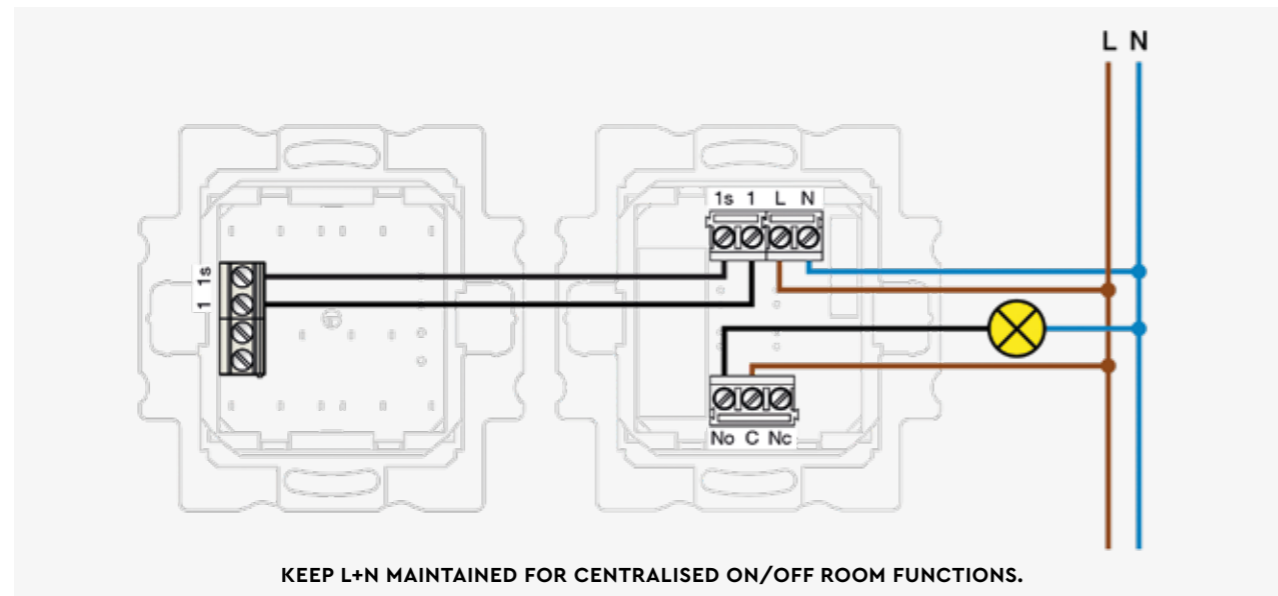 L N
1s 1 L N
1s
1
No C Nc
KEEP L+N MAINTAINED FOR CENTRALISED ON/OFF ROOM FUNCTIONS.